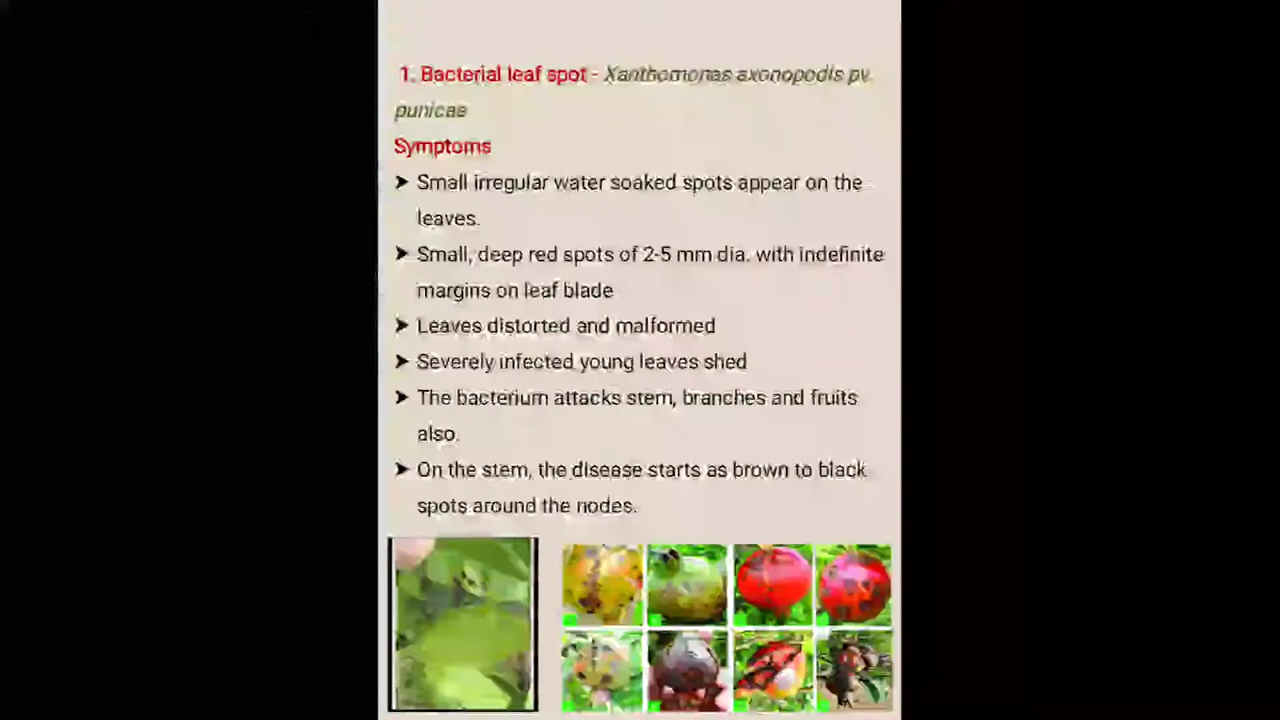 1. Bacterial leaf spot - Xanthomonas axonopodis pv.
punicae
Symptoms
➤ Small irregular water soaked spots appear on the
leaves.
➤ Small, deep red spots of 2-5 mm dia. with indefinite
margins on leaf blade
➤ Leaves distorted and malformed
➤ Severely infected young leaves shed
➤ The bacterium attacks stem, branches and fruits
also.
➤ On the stem, the disease starts as brown to black
spots around the nodes.